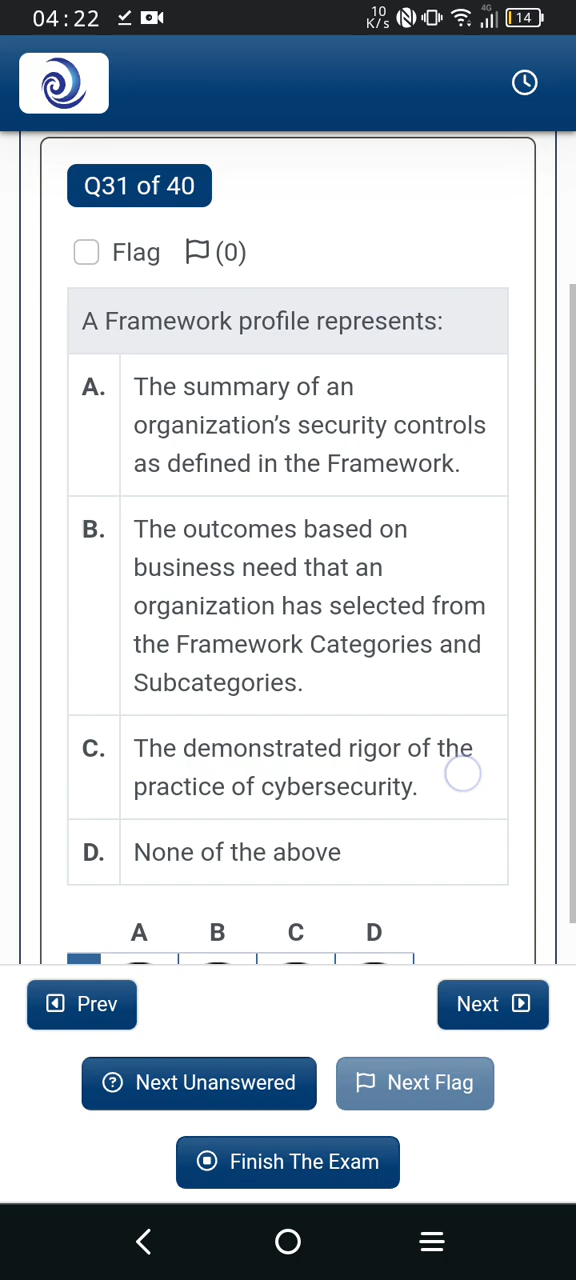 04:22
10
K/s
4G
14
Q31 of 40
Flag (0)
A Framework profile represents:
A. The summary of an
organization's security controls
as defined in the Framework.
B. The outcomes based on
business need that an
organization has selected from
the Framework Categories and
Subcategories.
C. The demonstrated rigor of the
practice of cybersecurity.
D. None of the above
A B C D
Prev Next
Next Unanswered Next Flag
Finish The Exam